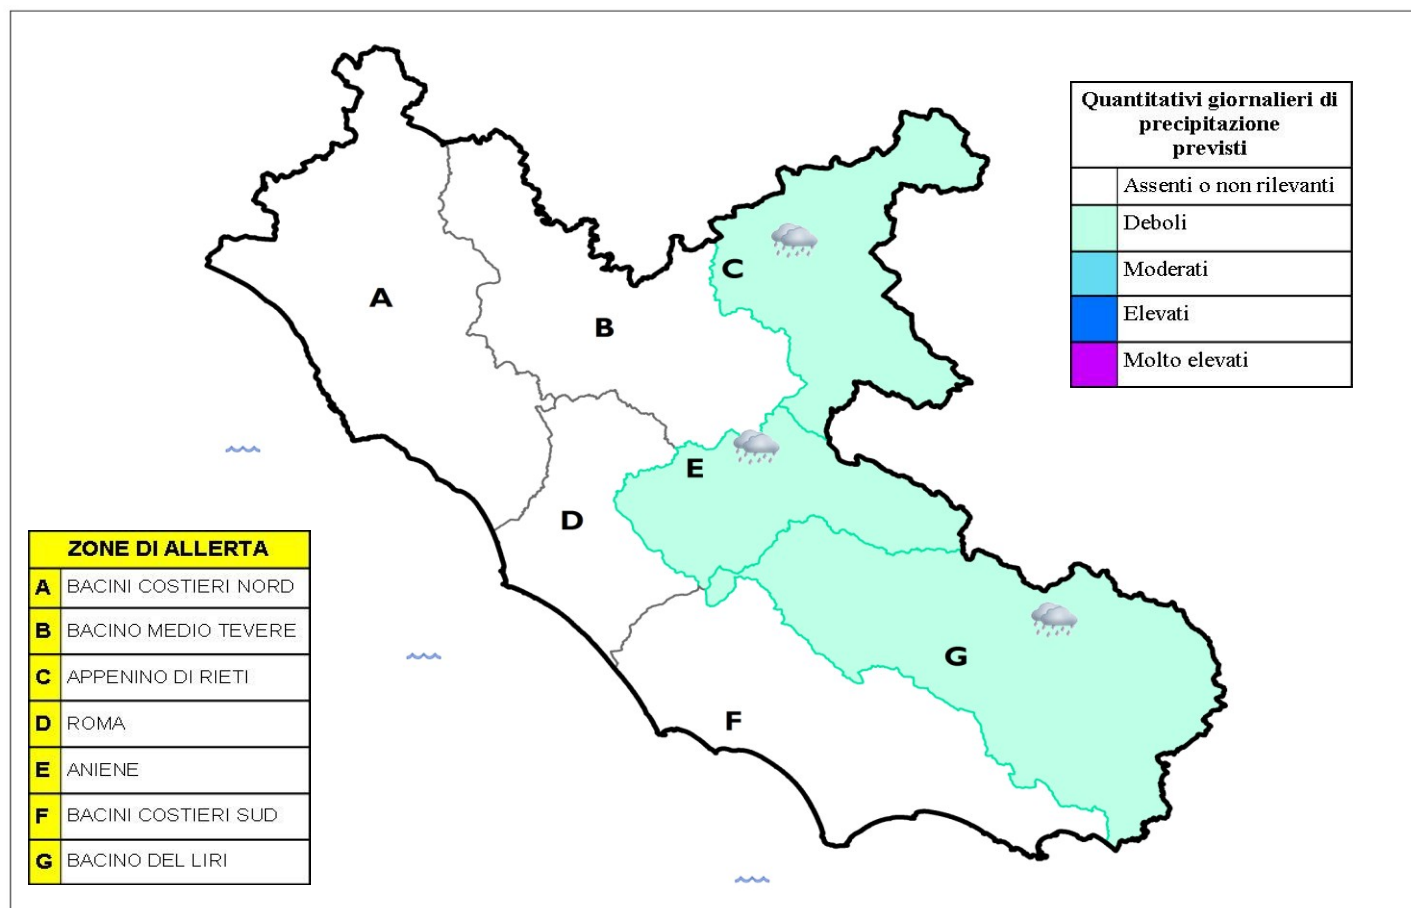 Quantitativi giornalieri di
precipitazione
previsti
Assenti o non rilevanti
Deboli
Moderati
Elevati
Molto elevati
A
B
C
D
E
F
G
ZONE DI ALLERTA
A BACINI COSTIERI NORD
B BACINO MEDIO TEVERE
C APPENINO DI RIETI
D ROMA
E ANIENE
F BACINI COSTIERI SUD
G BACINO DEL LIRI